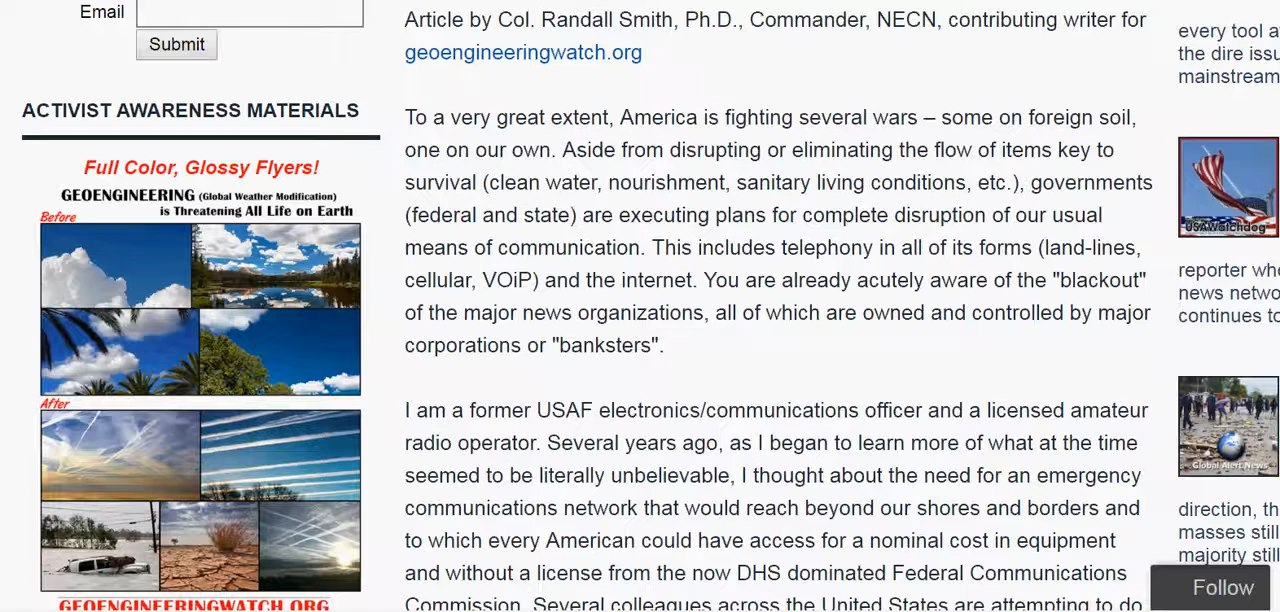 Email
Submit
ACTIVIST AWARENESS MATERIALS
Full Color, Glossy Flyers!
GEOENGINEERING (Global Weather Modification)
is Threatening All Life on Earth
Before
After
GEOENGINEERINGWATCH.ORG
Article by Col. Randall Smith, Ph.D., Commander, NECN, contributing writer for
geoengineeringwatch.org
To a very great extent, America is fighting several wars – some on foreign soil,
one on our own. Aside from disrupting or eliminating the flow of items key to
survival (clean water, nourishment, sanitary living conditions, etc.), governments
(federal and state) are executing plans for complete disruption of our usual
means of communication. This includes telephony in all of its forms (land-lines,
cellular, VOiP) and the internet. You are already acutely aware of the "blackout"
of the major news organizations, all of which are owned and controlled by major
corporations or "banksters".
I am a former USAF electronics/communications officer and a licensed amateur
radio operator. Several years ago, as I began to learn more of what at the time
seemed to be literally unbelievable, I thought about the need for an emergency
communications network that would reach beyond our shores and borders and
to which every American could have access for a nominal cost in equipment
and without a license from the now DHS dominated Federal Communications
Commission. Several colleagues across the United States are attempting to do
every tool a
the dire issu
mainstream
USAWatchdog
reporter who
news netwo
continues to
Global Alert News
direction, th
masses still
majority still
Follow